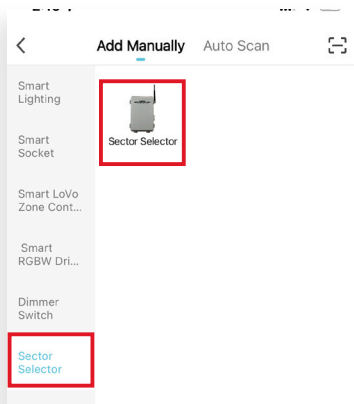 Add Manually
Auto Scan
Smart
Lighting
Sector Selector
Smart
Socket
Smart LoVo
Zone Cont...
Smart
RGBW Dri...
Dimmer
Switch
Sector
Selector